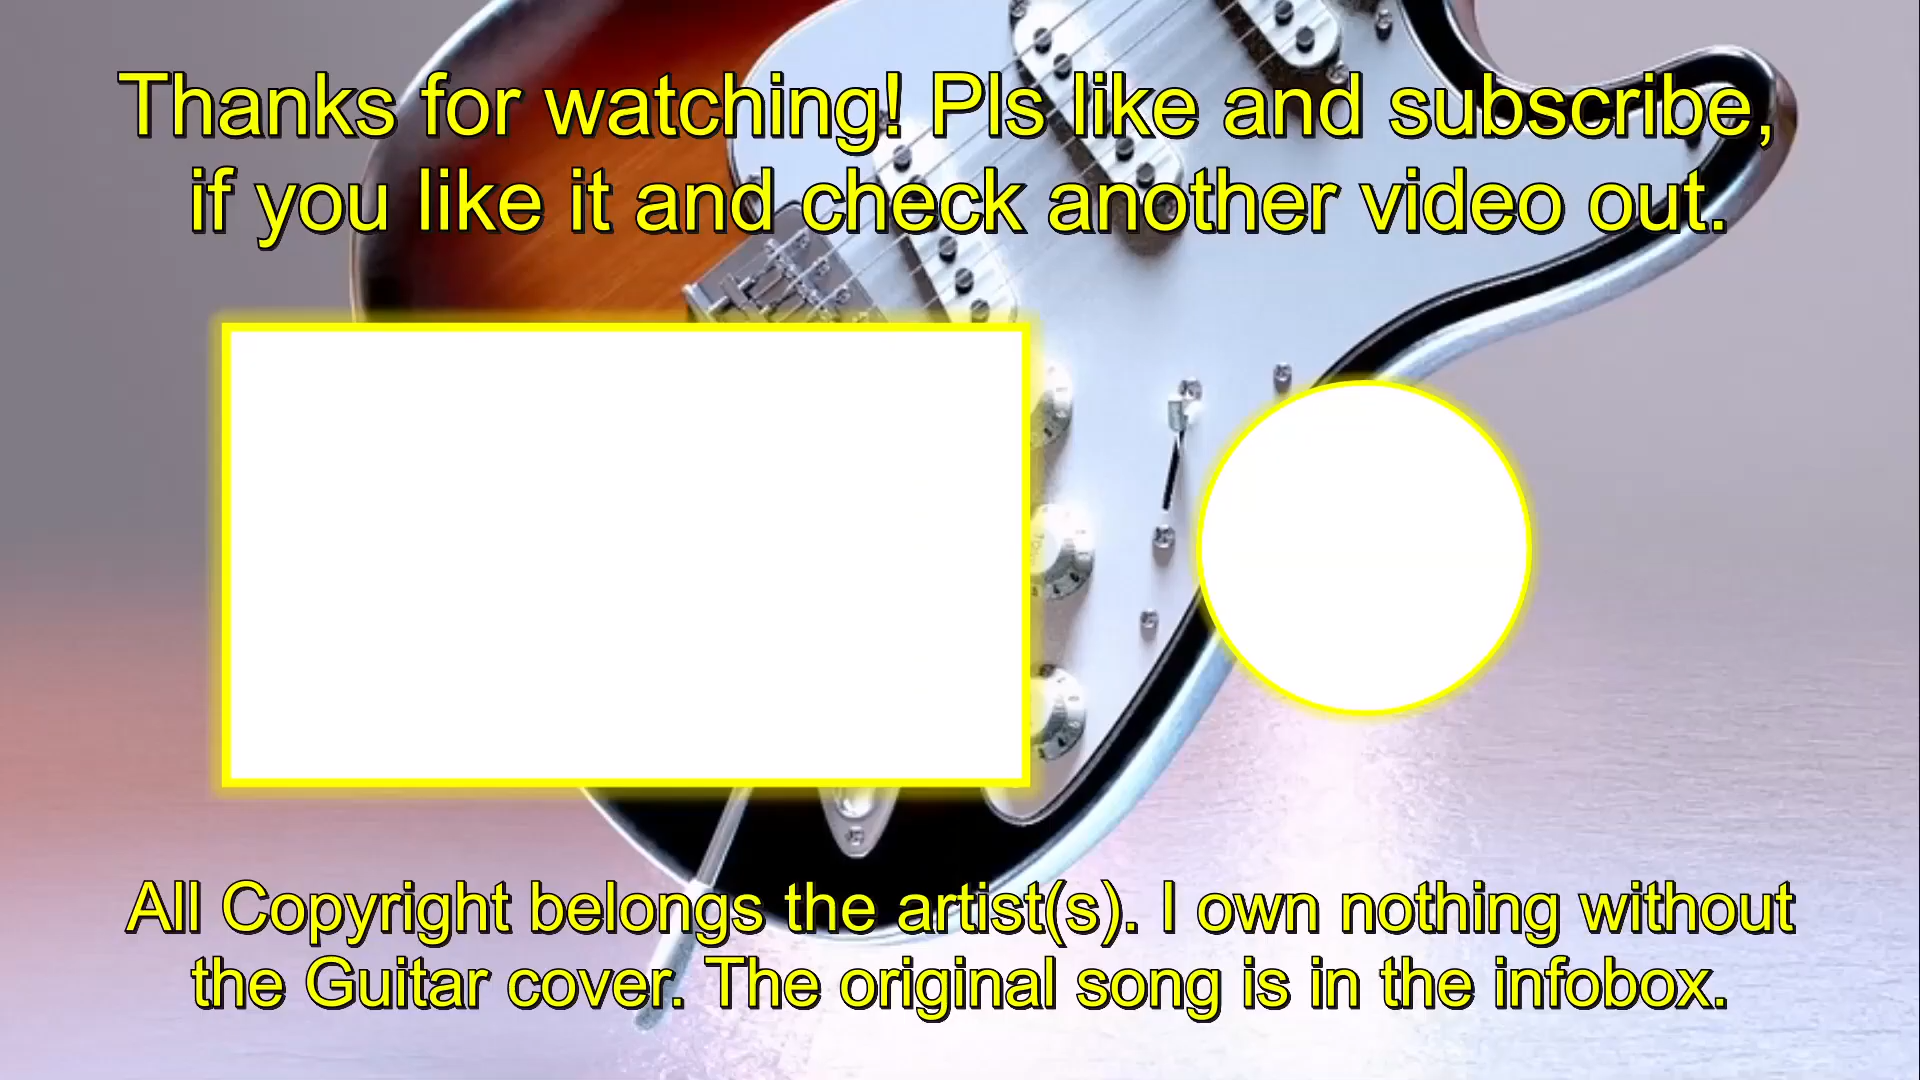 Thanks for watching! Pls like and subscribe,
if you like it and check another video out.
All Copyright belongs the artist(s). I own nothing without
the Guitar cover. The original song is in the infobox.